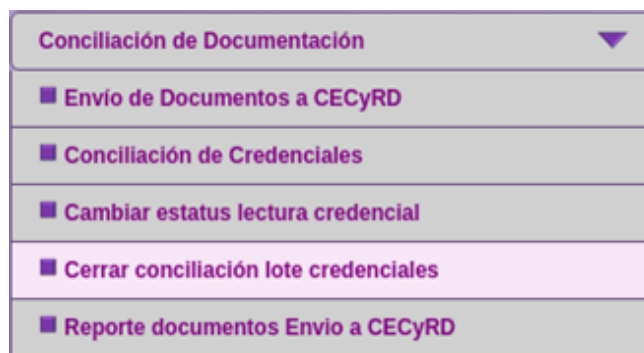 Conciliación de Documentación
Envío de Documentos a CECyRD
Conciliación de Credenciales
Cambiar estatus lectura credencial
Cerrar conciliación lote credenciales
Reporte documentos Envio a CECyRD